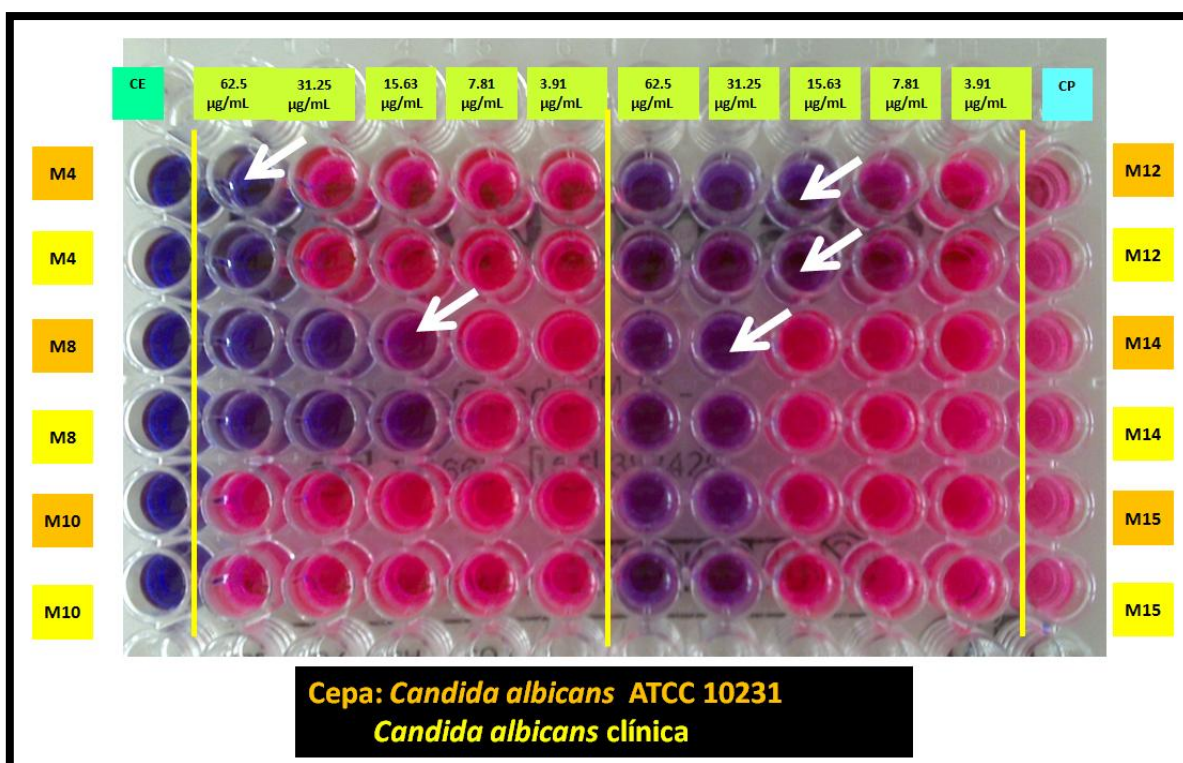 CE
62.5
µg/mL
31.25
µg/mL
15.63
µg/mL
7.81
µg/mL
3.91
µg/mL
62.5
µg/mL
31.25
µg/mL
15.63
µg/mL
7.81
µg/mL
3.91
µg/mL
CP
M4
M12
M4
M12
M8
M14
M8
M14
M10
M15
M10
M15
Cepa: Candida albicans ATCC 10231
Candida albicans clínica